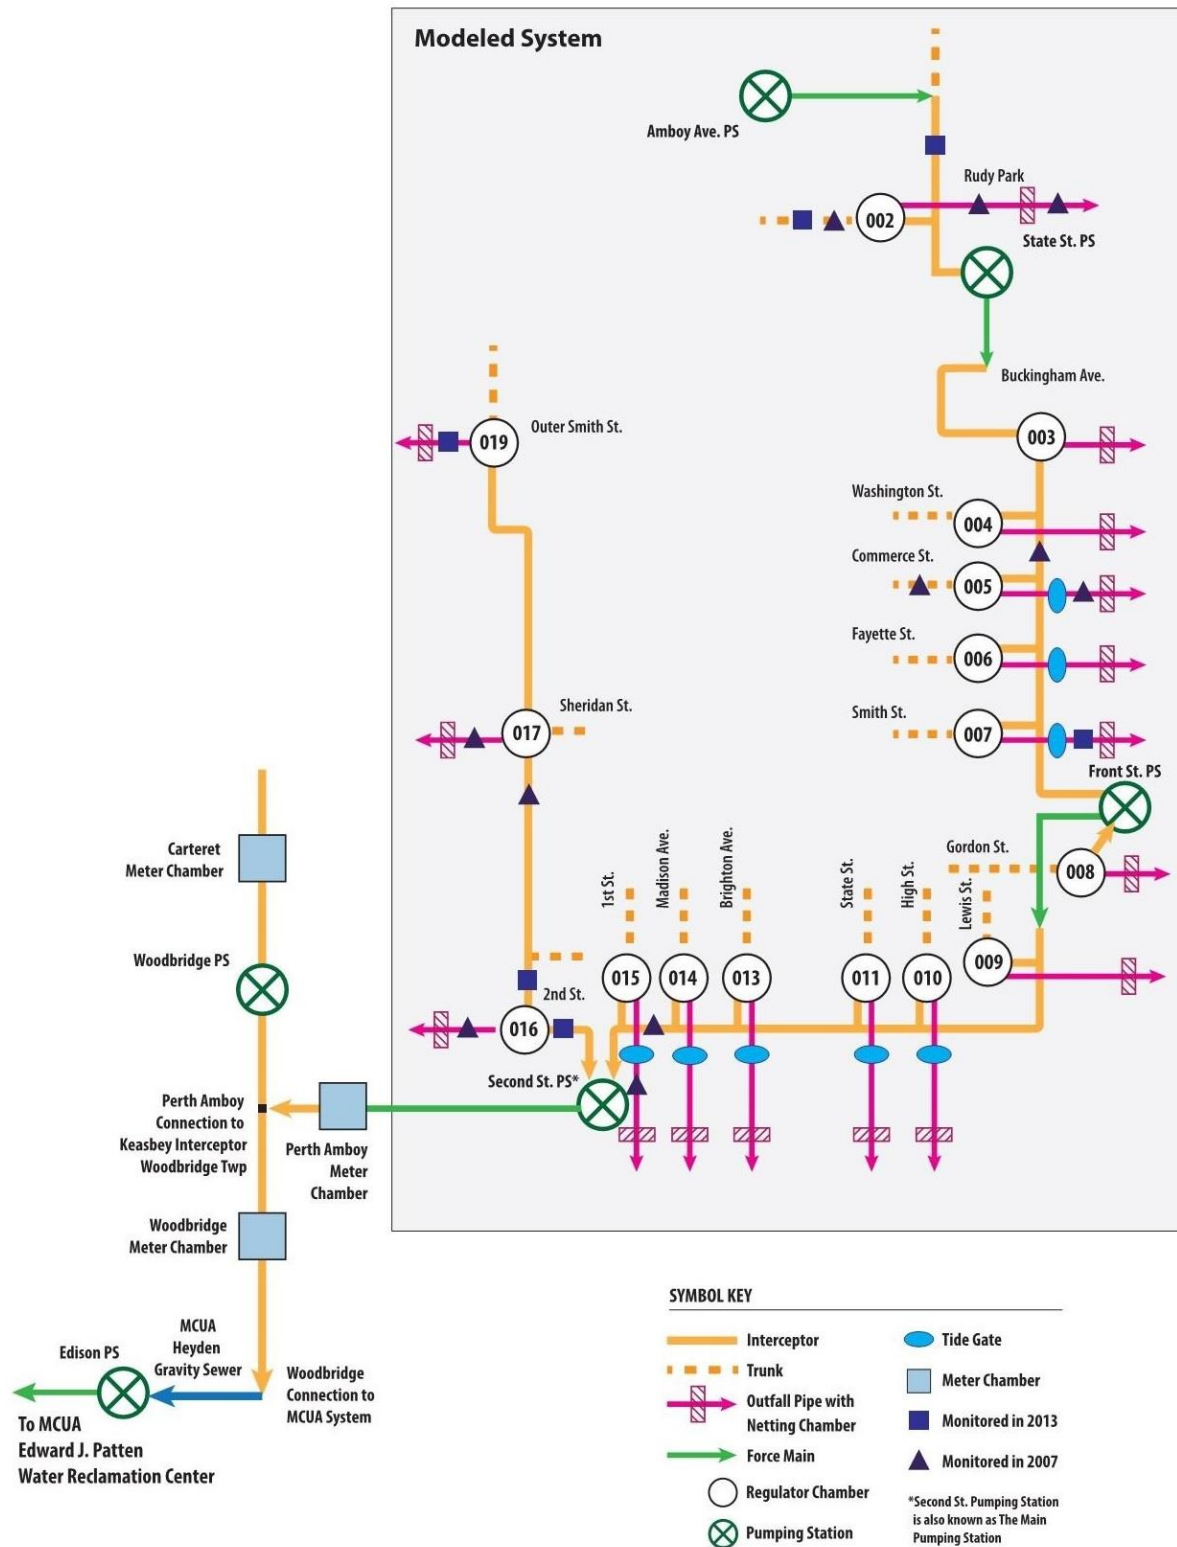 Modeled System
Amboy Ave. PS
Rudy Park
002
State St. PS
Buckingham Ave.
003
Outer Smith St.
019
Washington St.
004
Commerce St.
005
Fayette St.
006
Sheridan St.
017
Smith St.
007
Front St. PS
Gordon St.
008
Carteret
Meter Chamber
Woodbridge PS
1st St.
Madison Ave.
Brighton Ave.
State St.
High St.
Lewis St.
015
014
013
011
010
009
2nd St.
016
Second St. PS*
Perth Amboy
Connection to
Keasbey Interceptor
Woodbridge Twp
Perth Amboy
Meter
Chamber
Woodbridge
Meter Chamber
MCUA
Heyden
Gravity Sewer
Edison PS
Woodbridge
Connection to
MCUA System
To MCUA
Edward J. Patten
Water Reclamation Center
SYMBOL KEY
Interceptor
Trunk
Outfall Pipe with
Netting Chamber
Force Main
Regulator Chamber
Pumping Station
Tide Gate
Meter Chamber
Monitored in 2013
Monitored in 2007
*Second St. Pumping Station
is also known as The Main
Pumping Station